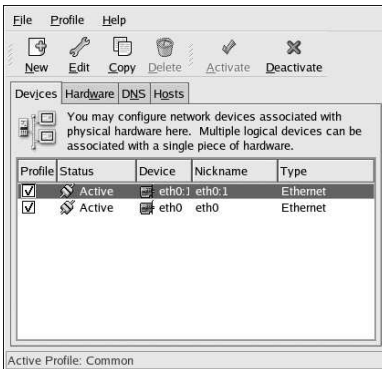 File Profile Help
New Edit Copy Delete Activate Deactivate
Devices Hardware DNS Hosts
You may configure network devices associated with
physical hardware here. Multiple logical devices can be
associated with a single piece of hardware.
Profile Status Device Nickname Type
Active eth0:1 eth0:1 Ethernet
Active eth0 eth0 Ethernet
Active Profile: Common